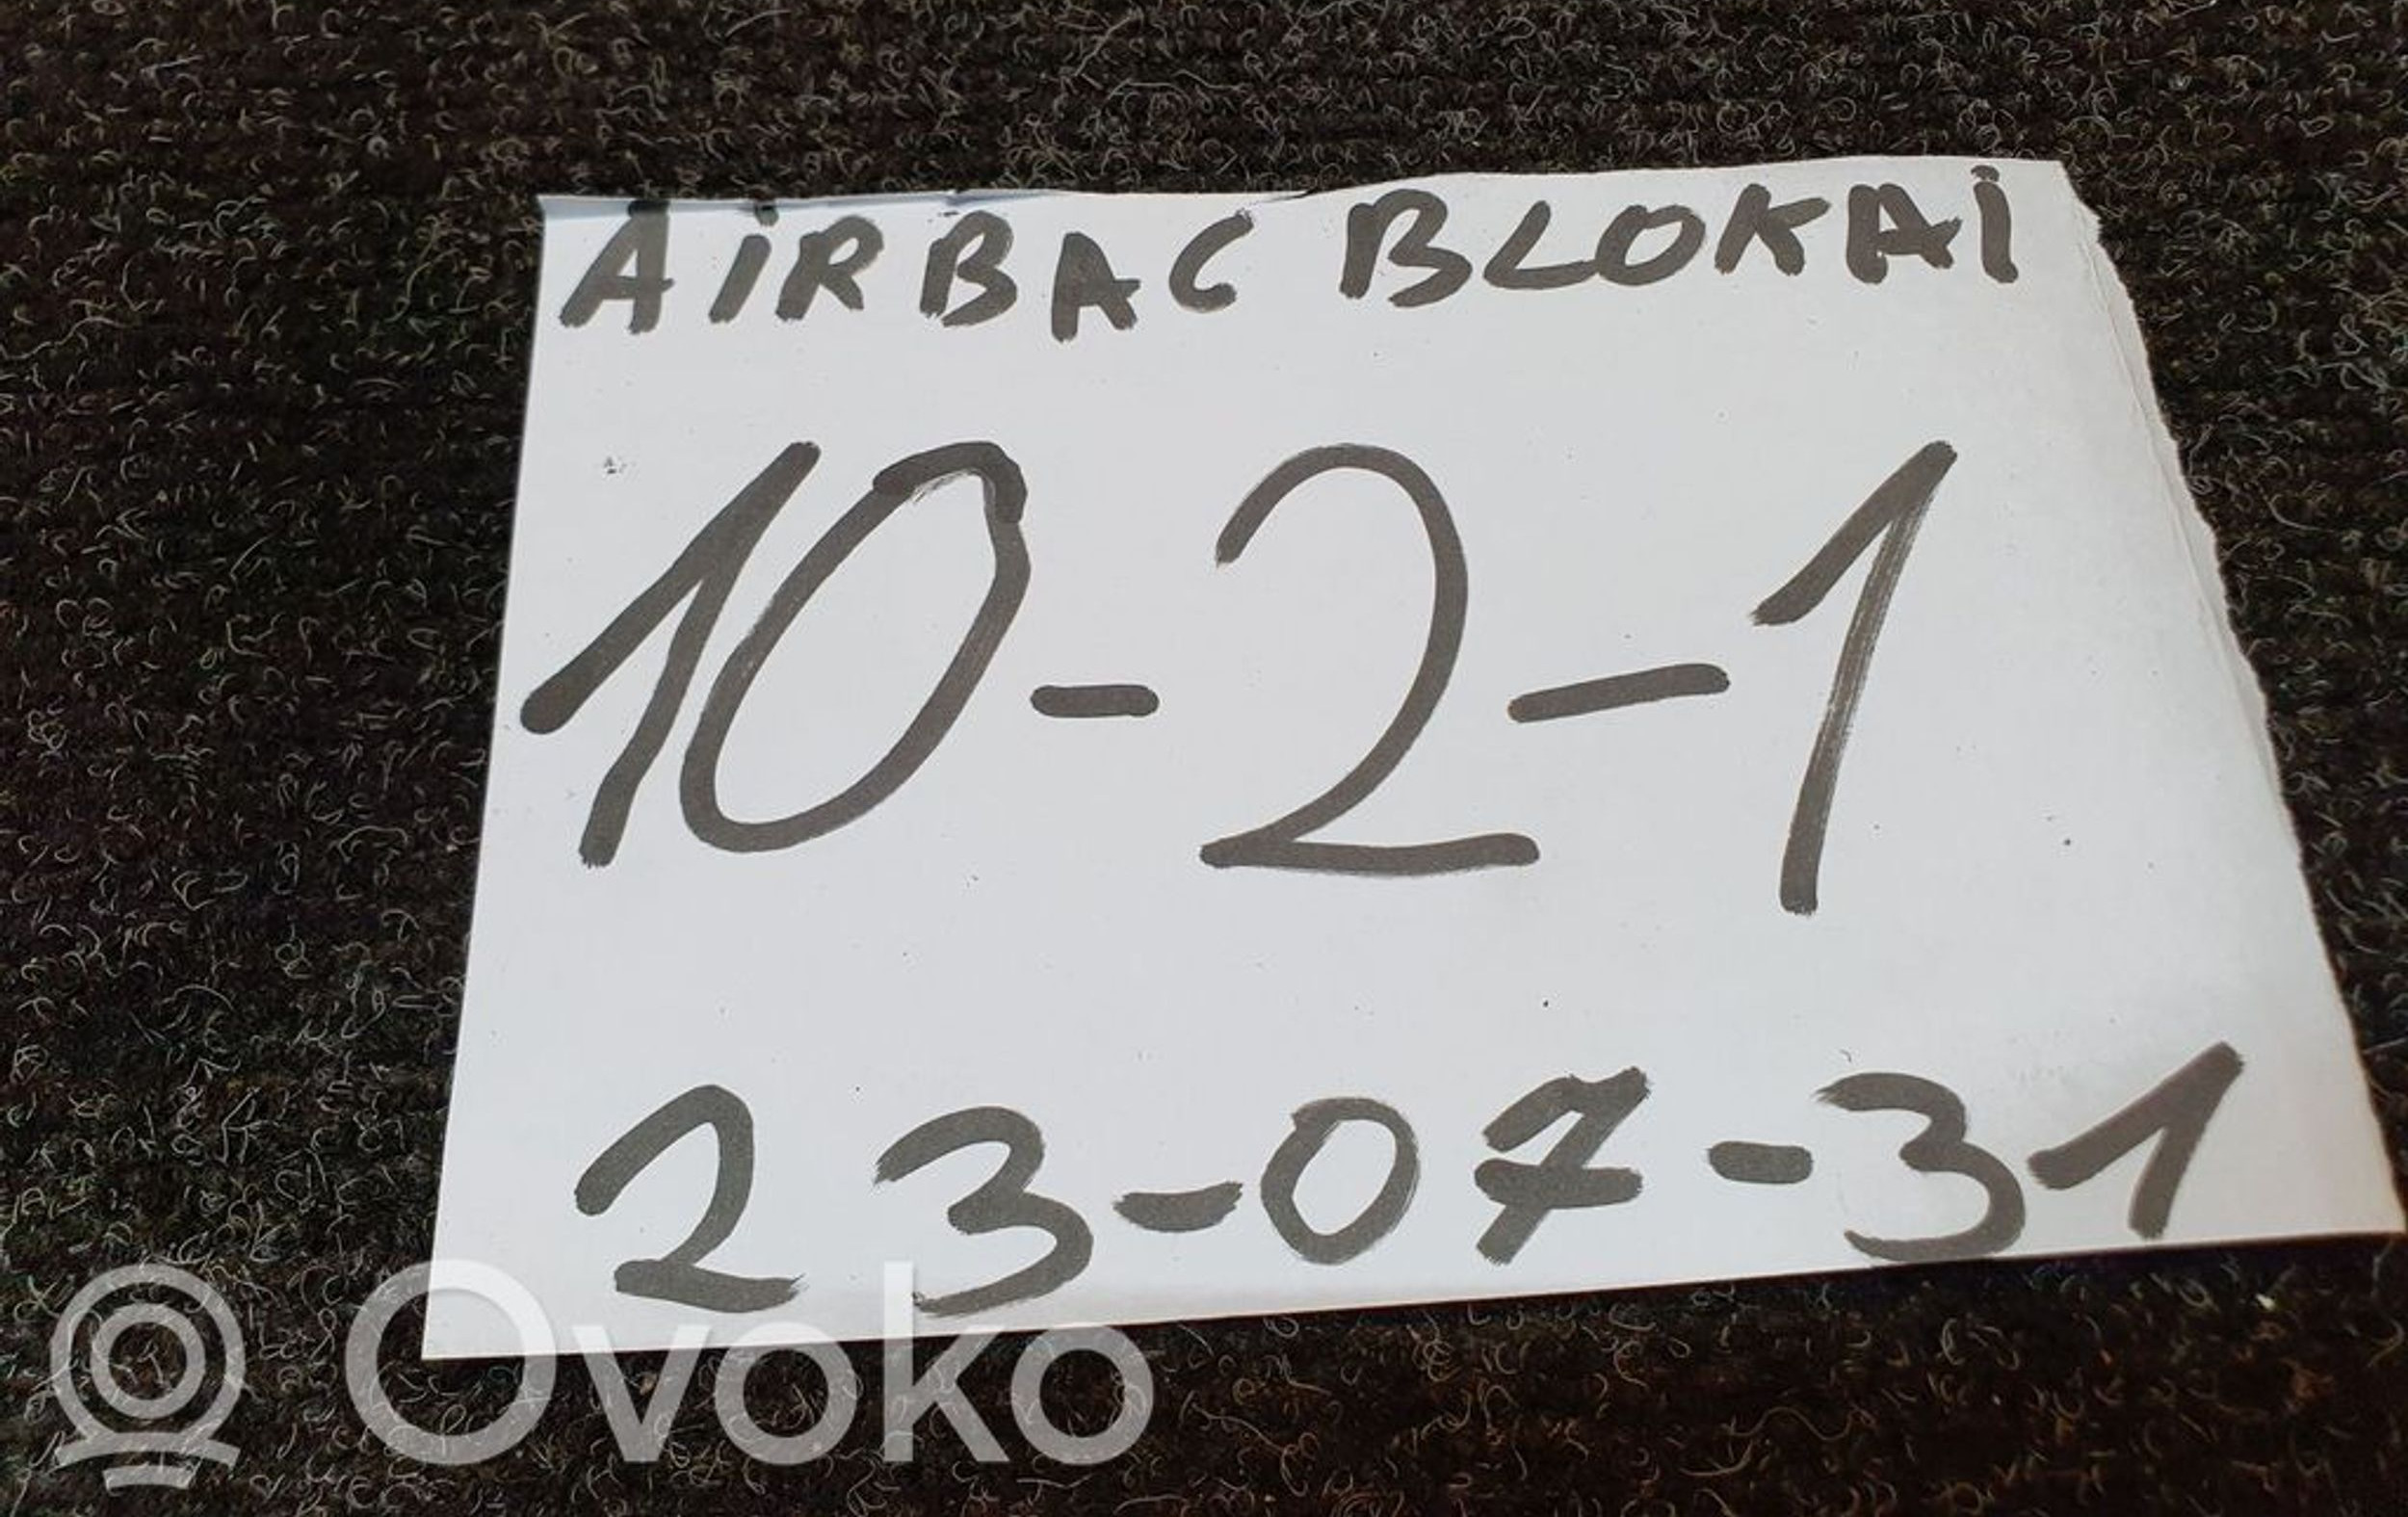 AiRBAC BLOKAi
10-2-1
23-07-31
Ovoko